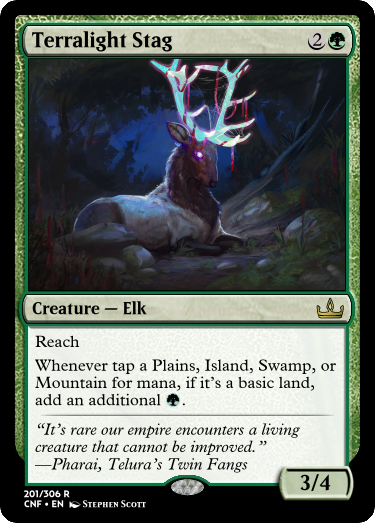 Terralight Stag 2
Creature — Elk
Reach
Whenever tap a Plains, Island, Swamp, or
Mountain for mana, if it's a basic land,
add an additional .
“It's rare our empire encounters a living
creature that cannot be improved.”
—Pharai, Telura's Twin Fangs
3/4
201/306 R
CNF • EN Stephen Scott